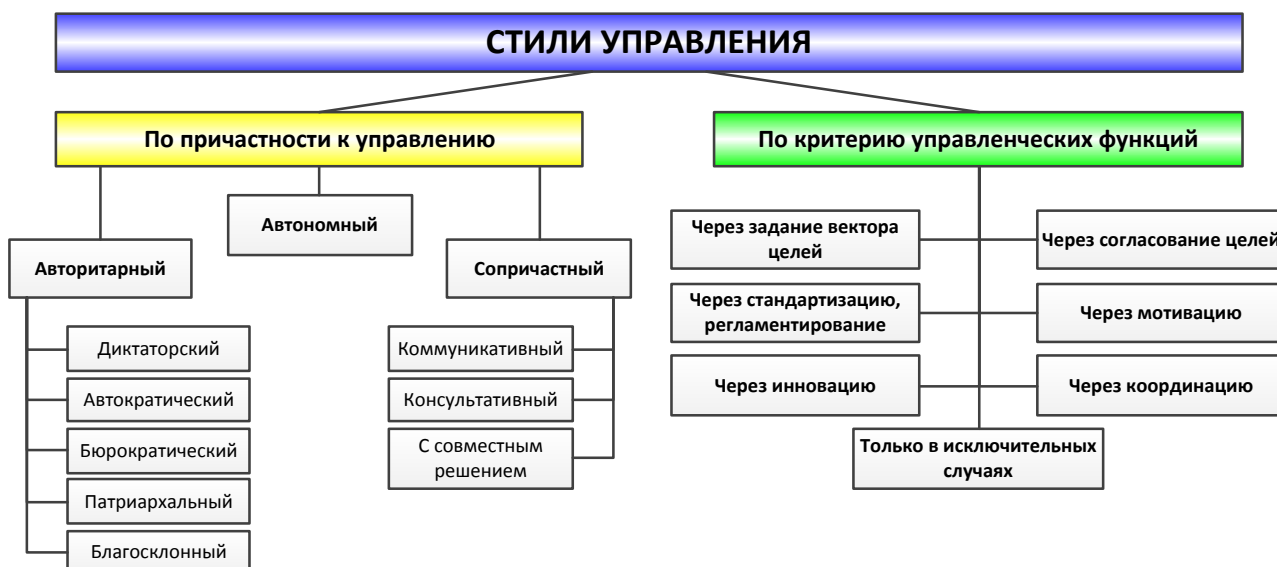 СТИЛИ УПРАВЛЕНИЯ
По причастности к управлению
По критерию управленческих функций
Автономный
Авторитарный
Сопричастный
Диктаторский
Автократический
Бюрократический
Патриархальный
Благосклонный
Коммуникативный
Консультативный
С совместным
решением
Через задание вектора
целей
Через согласование целей
Через стандартизацию,
регламентирование
Через мотивацию
Через инновацию
Через координацию
Только в исключительных
случаях